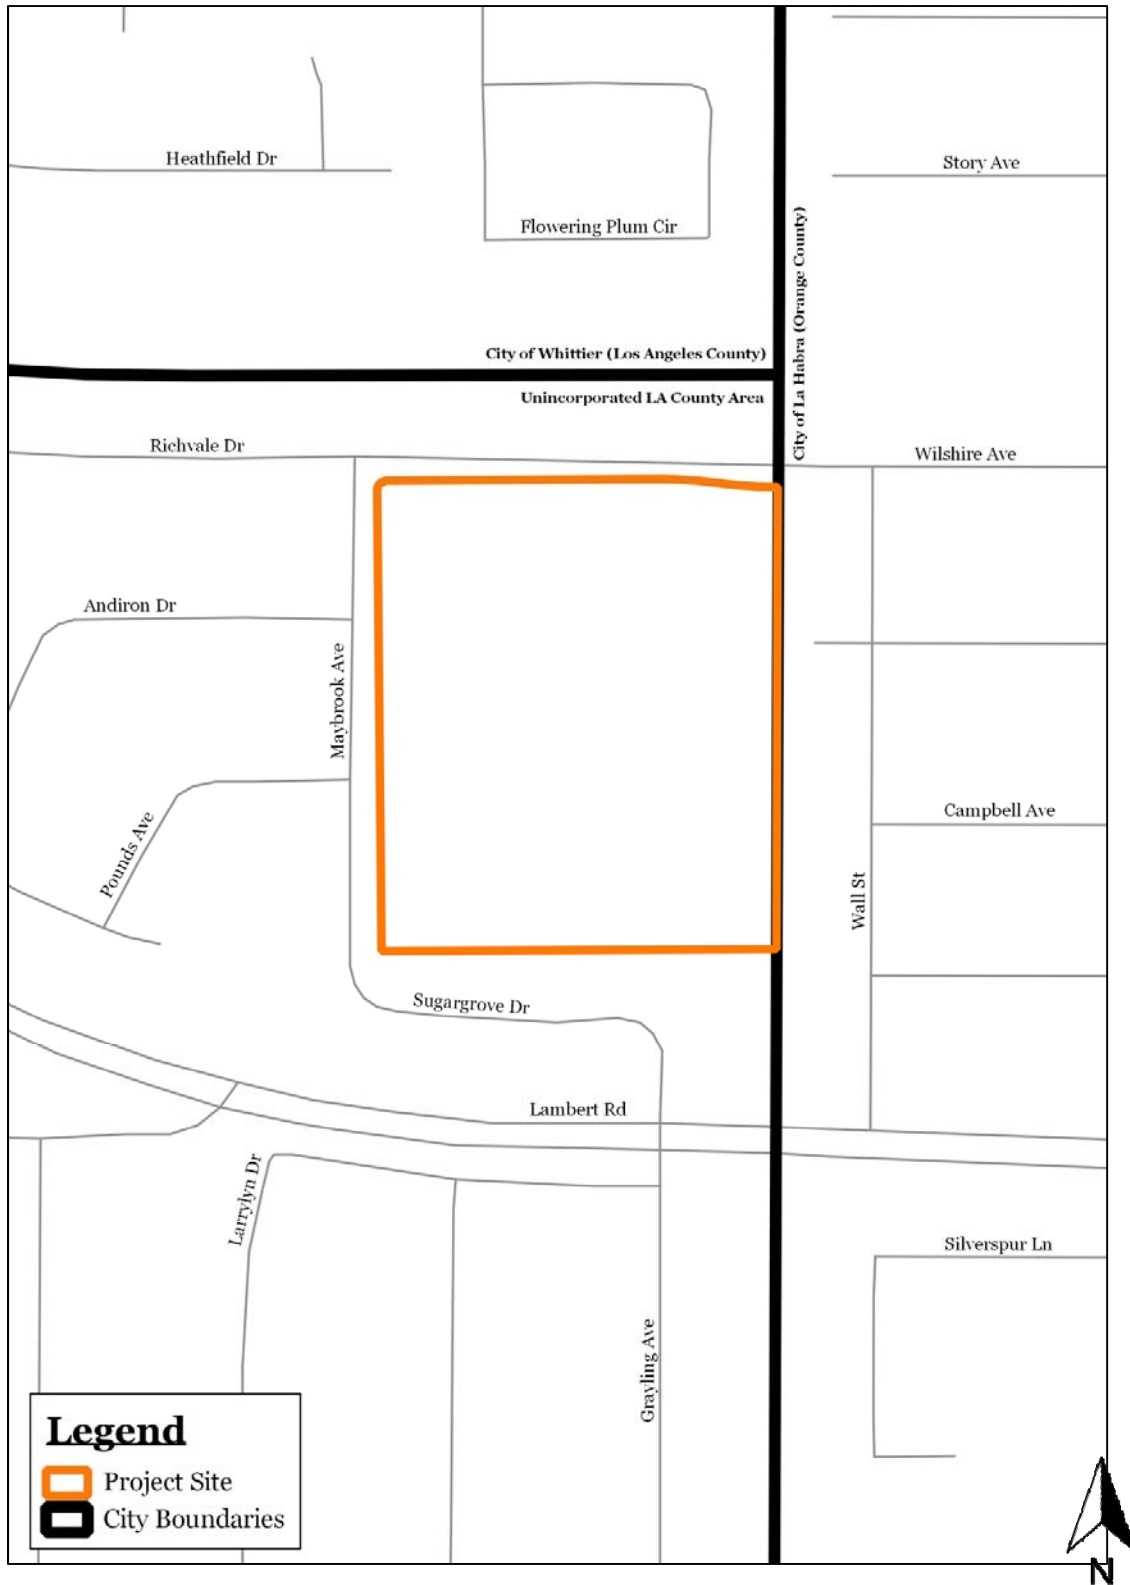 Heathfield Dr
Story Ave
Flowering Plum Cir
City of La Habra (Orange County)
City of Whittier (Los Angeles County)
Unincorporated LA County Area
Richvale Dr
Wilshire Ave
Andiron Dr
Maybrook Ave
Pounds Ave
Campbell Ave
Wall St
Sugargrove Dr
Lambert Rd
Larrylyn Dr
Silverspur Ln
Grayling Ave
Legend
Project Site
City Boundaries
N